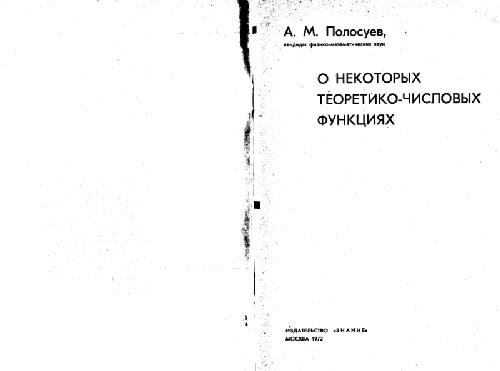 А. М. Полосуев,
кандидат физико-математических наук
О НЕКОТОРЫХ
ТЕОРЕТИКО-ЧИСЛОВЫХ
ФУНКЦИЯХ
ИЗДАТЕЛЬСТВО «ЗНАНИЕ»
МОСКВА 1972